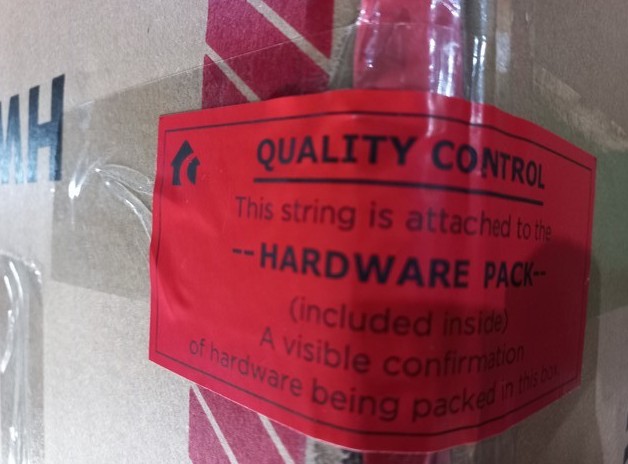 QUALITY CONTROL
This string is attached to the
--HARDWARE PACK--
(included inside)
A visible confirmation
of hardware being packed in this box.